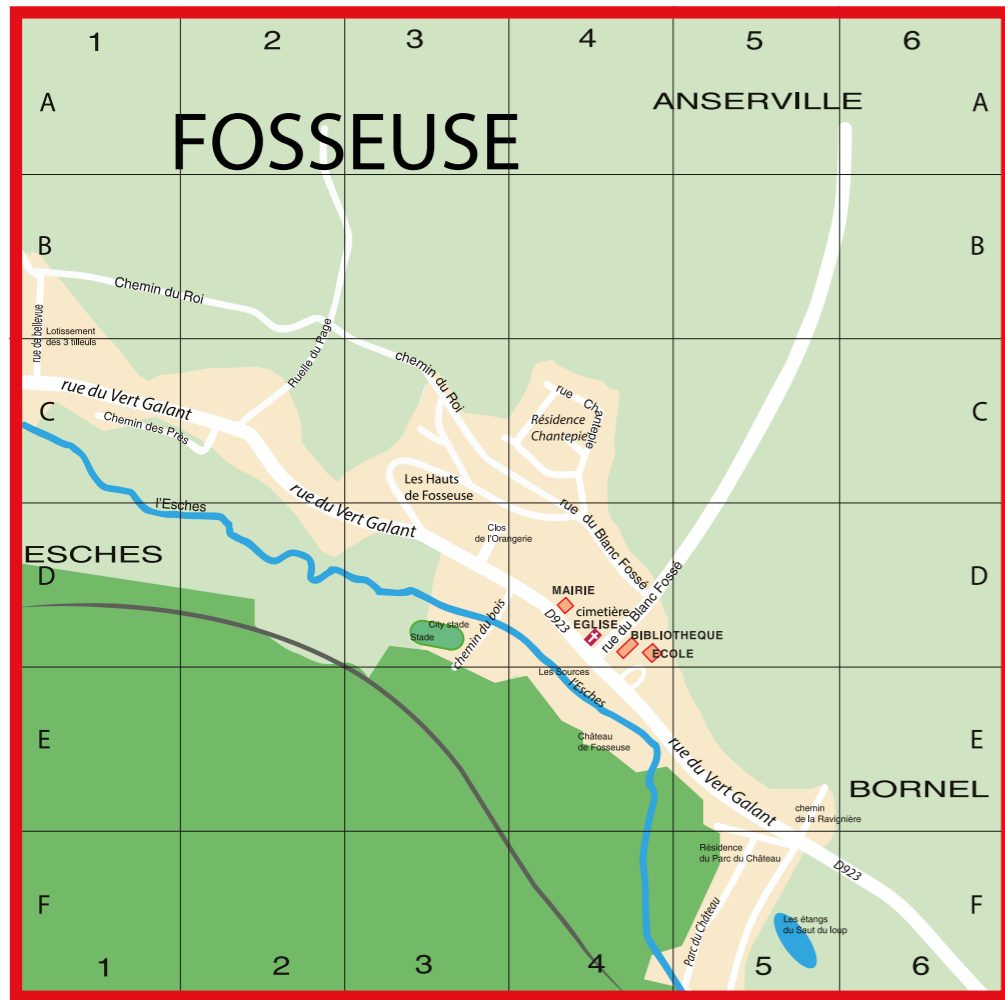 1
2
3
4
5
6
A
ANSERVILLE
A
FOSSEUSE
B
B
Chemin du Roi
rue de bellevue
Lotissement
des 3 tilleuls
Ruelle du Page
chemin du Roi
rue du Vert Galant
C
Chemin des Près
rue Chantepie
Résidence
Chantepie
C
Les Hauts
de Fosseuse
rue du Vert Galant
l'Esches
rue du Blanc Fossé
Clos
de l'Orangerie
ESCHES
D
D
MAIRIE
cimetière
EGLISE
D923
rue du Blanc Fossé
BIBLIOTHEQUE
ECOLE
City stade
Stade
chemin du bois
Les Sources
l'Esches
Château
de Fosseuse
E
E
rue du Vert Galant
BORNEL
chemin
de la Ravignière
Résidence
du Parc du Château
D923
Parc du Château
F
F
Les étangs
du Saut du loup
1
2
3
4
5
6